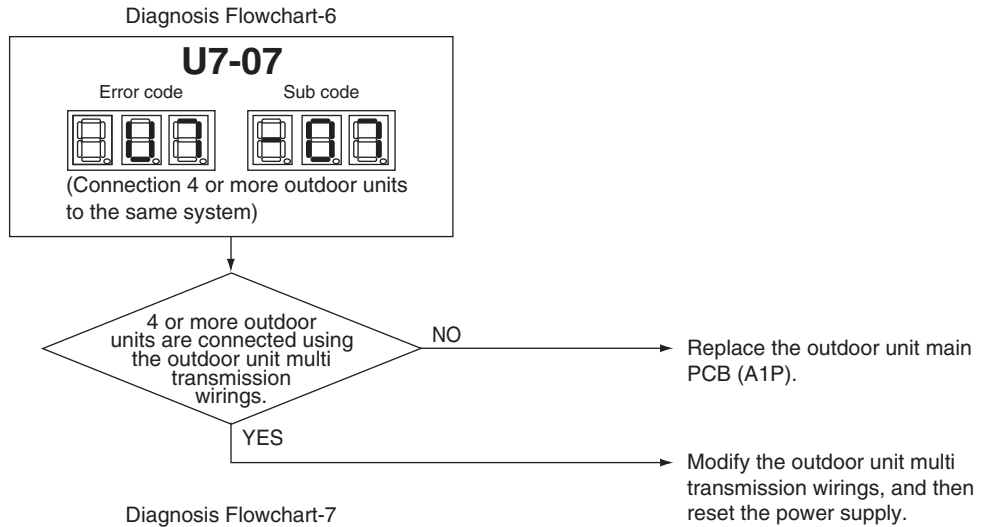 Diagnosis Flowchart-6
U7-07
Error code
Sub code
U7
-07
(Connection 4 or more outdoor units
to the same system)
4 or more outdoor
units are connected using
the outdoor unit multi
transmission
wirings.
NO
Replace the outdoor unit main
PCB (A1P).
YES
Modify the outdoor unit multi
transmission wirings, and then
reset the power supply.
Diagnosis Flowchart-7